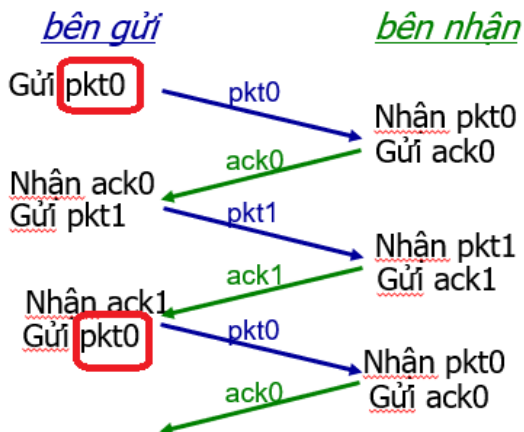 bên gửi
bên nhận
Gửi pkt0
pkt0
Nhận pkt0
Gửi ack0
ack0
Nhận ack0
Gửi pkt1
pkt1
Nhận pkt1
Gửi ack1
ack1
Nhận ack1
Gửi pkt0
pkt0
Nhận pkt0
Gửi ack0
ack0